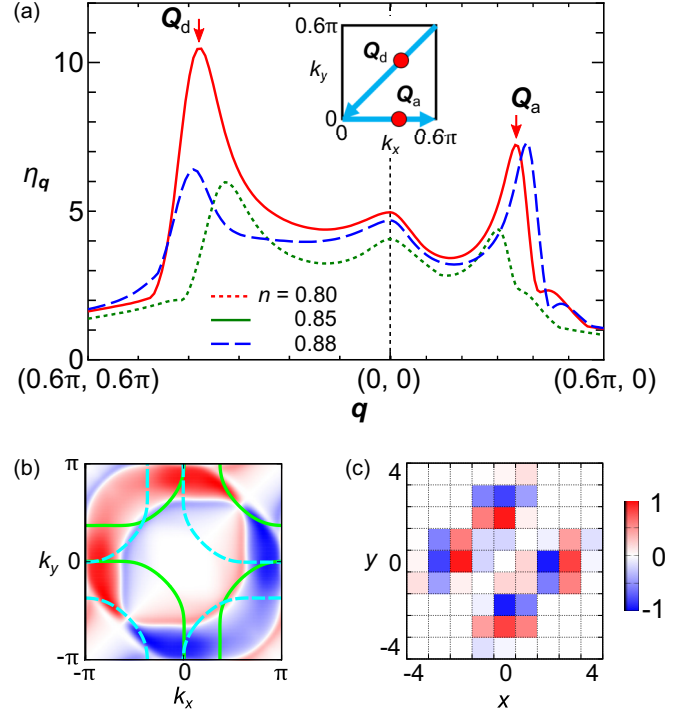 (a)
Q_d
Q_a
η_q
10
5
0
0.6π
k_y
0
Q_d
Q_a
0
k_x
0.6π
n = 0.80
0.85
0.88
(0.6π, 0.6π)
(0, 0)
(0.6π, 0)
q
(b)
π
k_y
0
-π
-π
0
π
k_x
(c)
4
y
0
-4
-4
0
4
x
1
0
-1